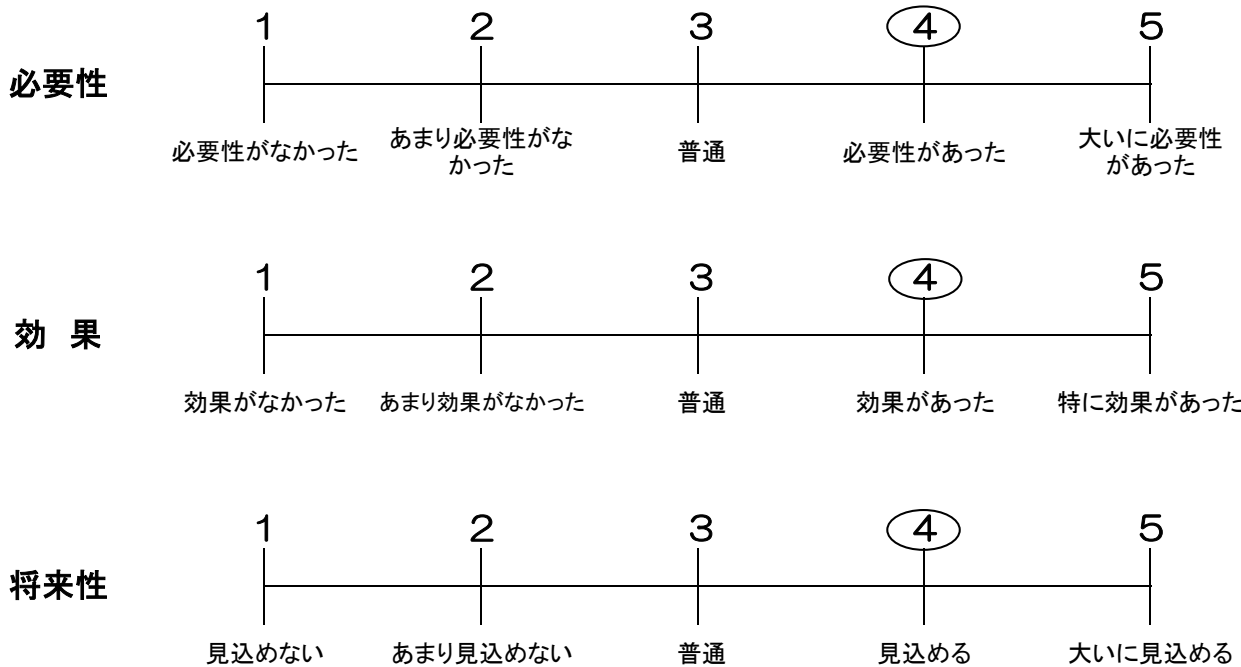 1 2 3 4 5
必要性
必要性がなかった あまり必要性がな 普通 必要性があった 大いに必要性
かった があった
1 2 3 4 5
効 果
効果がなかった あまり効果がなかった 普通 効果があった 特に効果があった
1 2 3 4 5
将来性
見込めない あまり見込めない 普通 見込める 大いに見込める